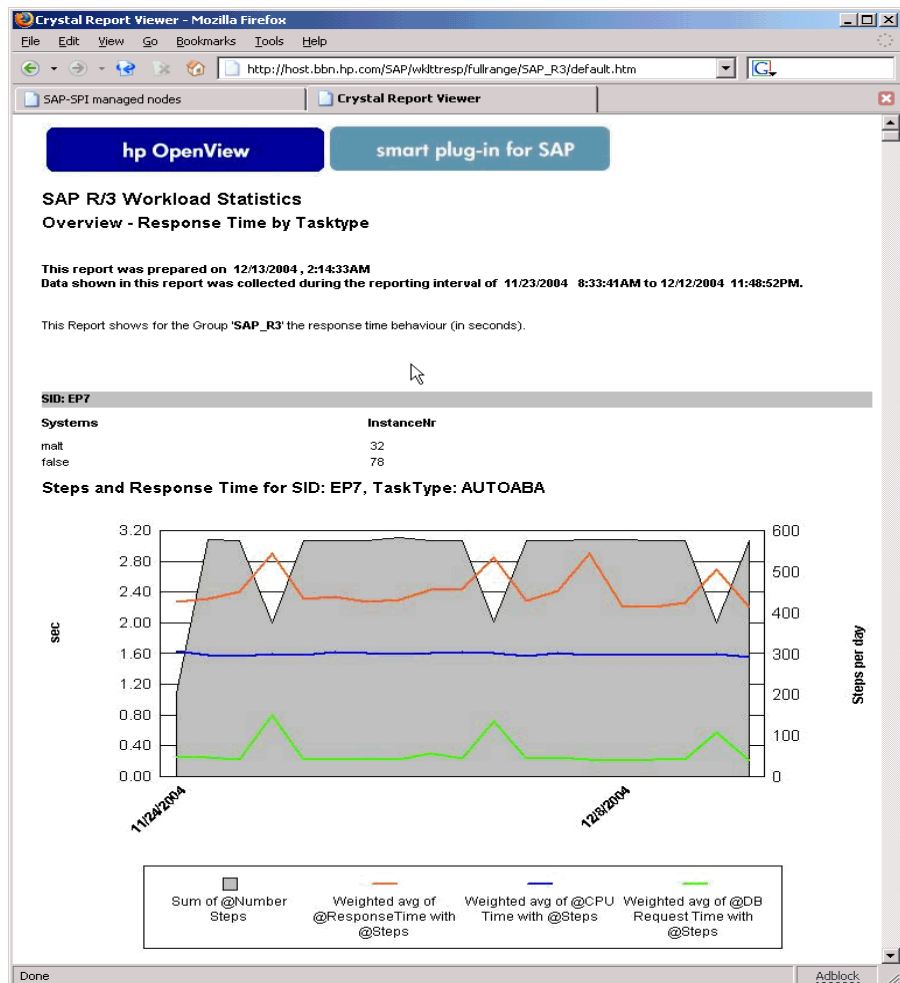 Crystal Report Viewer - Mozilla Firefox
File Edit View Go Bookmarks Tools Help
http://host.bbn.hp.com/SAP/wklttresp/fullrange/SAP_R3/default.htm
G
SAP-SPI managed nodes
Crystal Report Viewer
hp OpenView
smart plug-in for SAP
SAP R/3 Workload Statistics
Overview - Response Time by Tasktype
This report was prepared on 12/13/2004 , 2:14:33AM
Data shown in this report was collected during the reporting interval of 11/23/2004 8:33:41AM to 12/12/2004 11:48:52PM.
This Report shows for the Group 'SAP_R3' the response time behaviour (in seconds).
SID: EP7
Systems InstanceNr
malt 32
false 78
Steps and Response Time for SID: EP7, TaskType: AUTOABA
3.20
2.80
2.40
2.00
1.60
1.20
0.80
0.40
0.00
sec
600
500
400
300
200
100
0
Steps per day
11/24/2004
12/8/2004
Sum of @Number
Steps
Weighted avg of
@ResponseTime with
@Steps
Weighted avg of @CPU
Time with @Steps
Weighted avg of @DB
Request Time with
@Steps
Done
Adblock